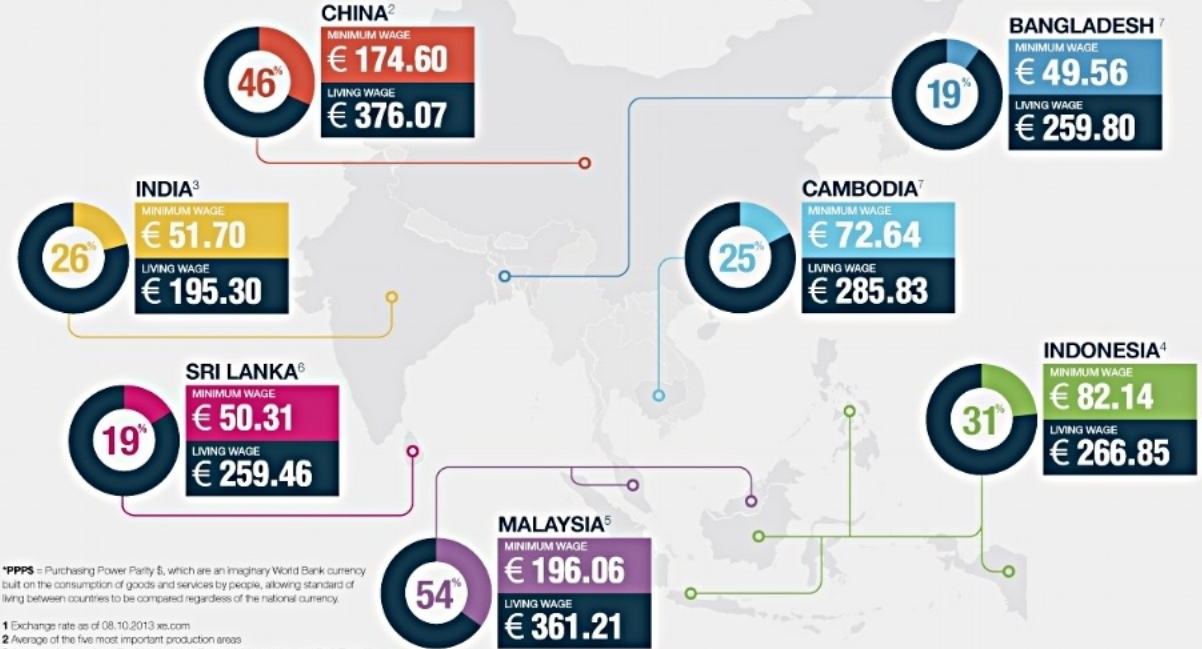 CHINA²
46%
MINIMUM WAGE
€ 174.60
LIVING WAGE
€ 376.07
BANGLADESH ⁷
19%
MINIMUM WAGE
€ 49.56
LIVING WAGE
€ 259.80
INDIA³
26%
MINIMUM WAGE
€ 51.70
LIVING WAGE
€ 195.30
CAMBODIA⁷
25%
MINIMUM WAGE
€ 72.64
LIVING WAGE
€ 285.83
SRI LANKA⁶
19%
MINIMUM WAGE
€ 50.31
LIVING WAGE
€ 259.46
INDONESIA⁴
31%
MINIMUM WAGE
€ 82.14
LIVING WAGE
€ 266.85
MALAYSIA⁵
54%
MINIMUM WAGE
€ 196.06
LIVING WAGE
€ 361.21
*PPP$ = Purchasing Power Parity $, which are an imaginary World Bank currency
built on the consumption of goods and services by people, allowing standard of
living between countries to be compared regardless of the national currency.
1 Exchange rate as of 08.10.2013 xe.com
2 Average of the five most important production areas